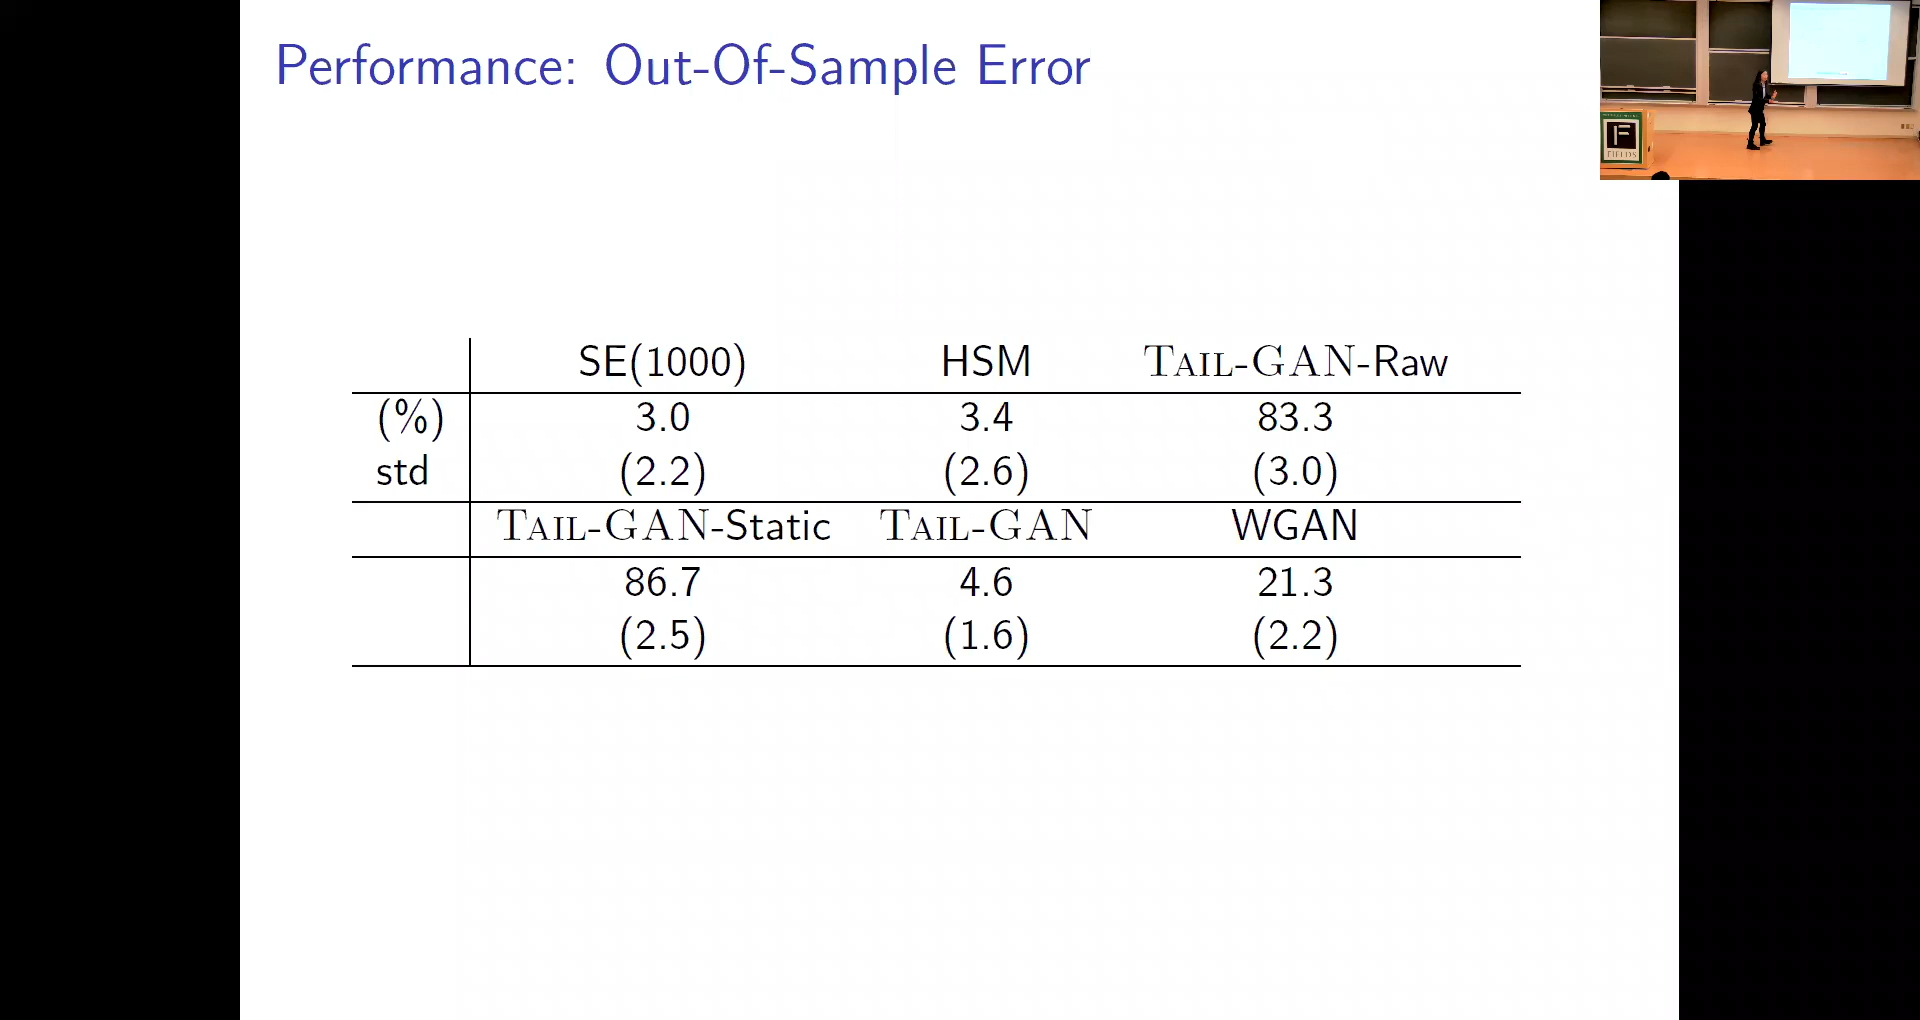 Performance: Out-Of-Sample Error
SE(1000) HSM TAIL-GAN-Raw
(%) 3.0 3.4 83.3
std (2.2) (2.6) (3.0)
TAIL-GAN-Static TAIL-GAN WGAN
86.7 4.6 21.3
(2.5) (1.6) (2.2)
F
FIELDS